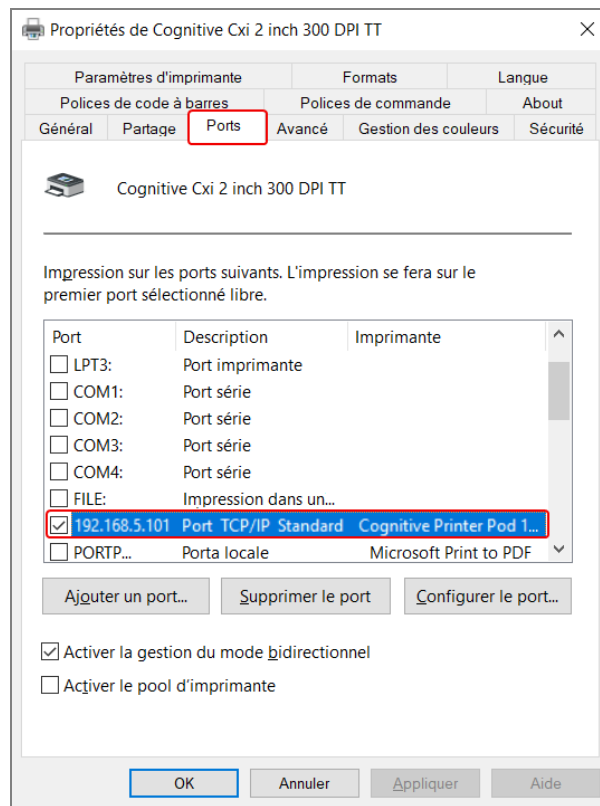 Propriétés de Cognitive Cxi 2 inch 300 DPI TT
Paramètres d'imprimante Formats Langue
Polices de code à barres Polices de commande About
Général Partage Ports Avancé Gestion des couleurs Sécurité
Cognitive Cxi 2 inch 300 DPI TT
Impression sur les ports suivants. L'impression se fera sur le
premier port sélectionné libre.
Port Description Imprimante
LPT3: Port imprimante
COM1: Port série
COM2: Port série
COM3: Port série
COM4: Port série
FILE: Impression dans un...
192.168.5.101 Port TCP/IP Standard Cognitive Printer Pod 1...
PORTP... Porta locale Microsoft Print to PDF
Ajouter un port... Supprimer le port Configurer le port...
Activer la gestion du mode bidirectionnel
Activer le pool d'imprimante
OK Annuler Appliquer Aide